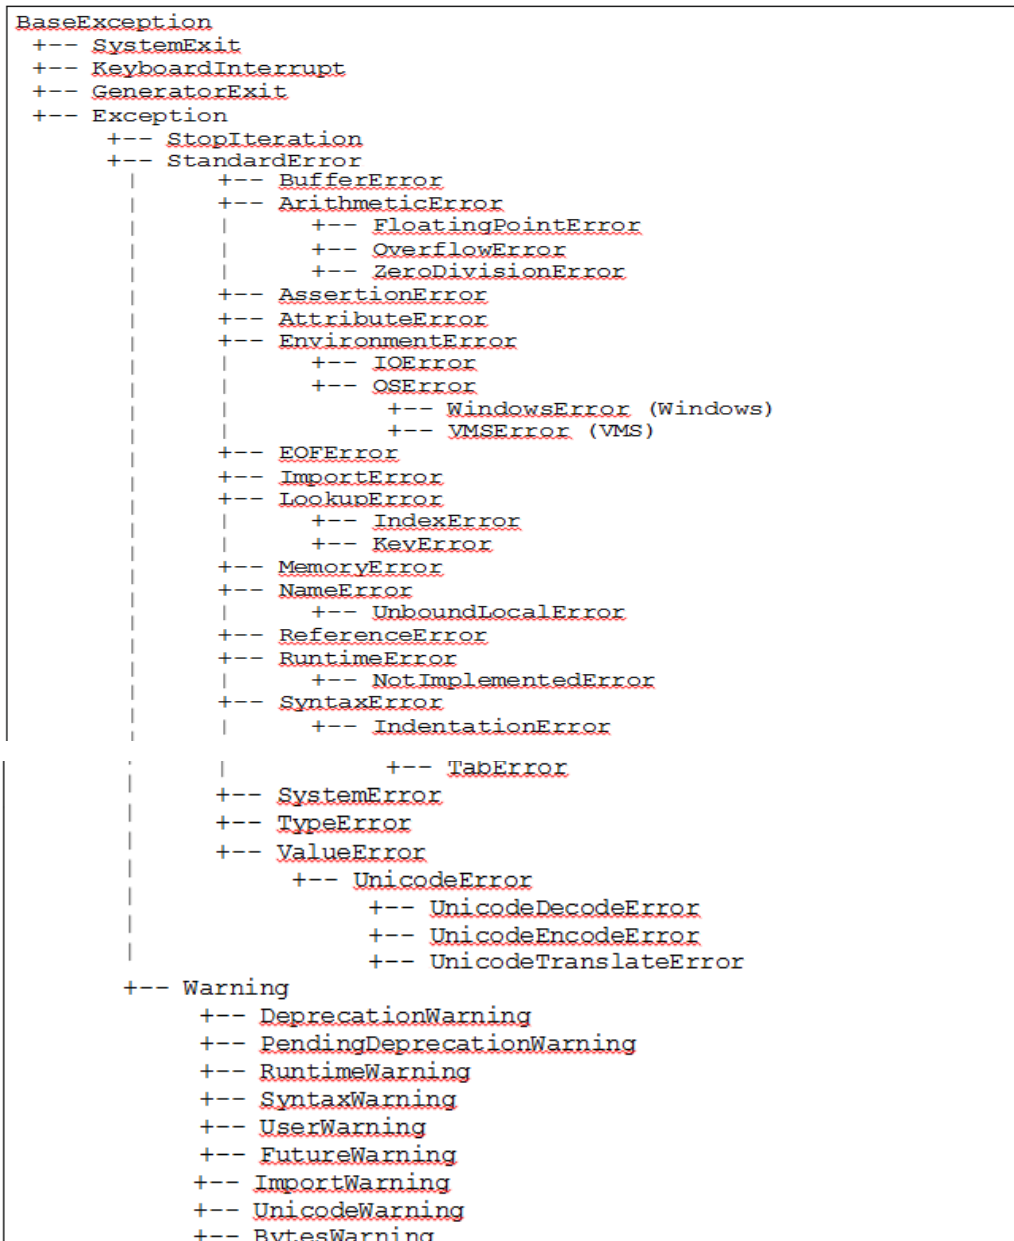 BaseException
 +-- SystemExit
 +-- KeyboardInterrupt
 +-- GeneratorExit
 +-- Exception
      +-- StopIteration
      +-- StandardError
      |    +-- BufferError
      |    +-- ArithmeticError
      |    |    +-- FloatingPointError
      |    |    +-- OverflowError
      |    |    +-- ZeroDivisionError
      |    +-- AssertionError
      |    +-- AttributeError
      |    +-- EnvironmentError
      |    |    +-- IOError
      |    |    +-- OSError
      |    |         +-- WindowsError (Windows)
      |    |         +-- VMSError (VMS)
      |    +-- EOFError
      |    +-- ImportError
      |    +-- LookupError
      |    |    +-- IndexError
      |    |    +-- KeyError
      |    +-- MemoryError
      |    +-- NameError
      |    |    +-- UnboundLocalError
      |    +-- ReferenceError
      |    +-- RuntimeError
      |    |    +-- NotImplementedError
      |    +-- SyntaxError
      |    |    +-- IndentationError
      |    |         +-- TabError
      |    +-- SystemError
      |    +-- TypeError
      |    +-- ValueError
      |         +-- UnicodeError
      |              +-- UnicodeDecodeError
      |              +-- UnicodeEncodeError
      |              +-- UnicodeTranslateError
      +-- Warning
           +-- DeprecationWarning
           +-- PendingDeprecationWarning
           +-- RuntimeWarning
           +-- SyntaxWarning
           +-- UserWarning
           +-- FutureWarning
           +-- ImportWarning
           +-- UnicodeWarning
           +-- BytesWarning